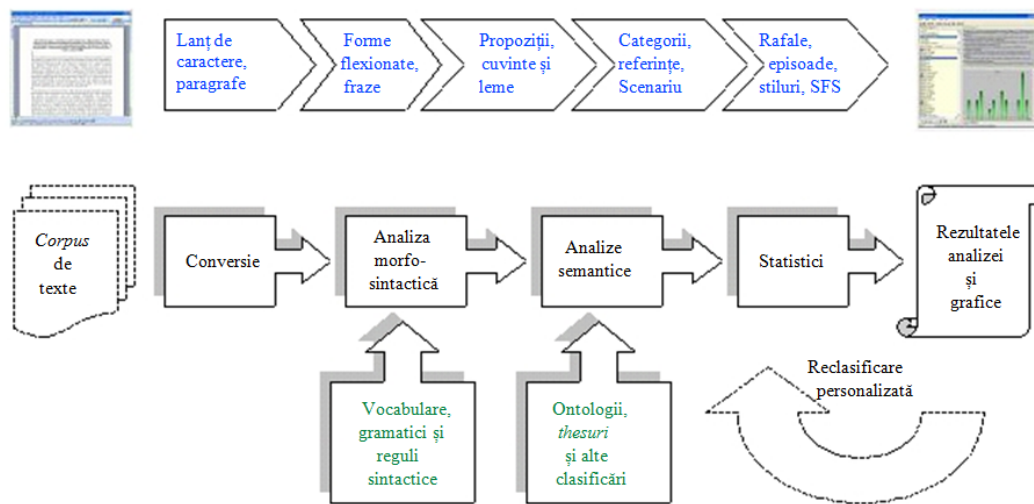 Lanț de
caractere,
paragrafe
Forme
flexionate,
fraze
Propoziții,
cuvinte și
leme
Categorii,
referințe,
Scenariu
Rafale,
episoade,
stiluri, SFS
Corpus
de
texte
Conversie
Analiza
morfo-
sintactică
Analize
semantice
Statistici
Rezultatele
analizei
și
grafice
Vocabulare,
gramatici și
reguli
sintactice
Ontologii,
thesuri
și alte
clasificări
Reclasificare
personalizată